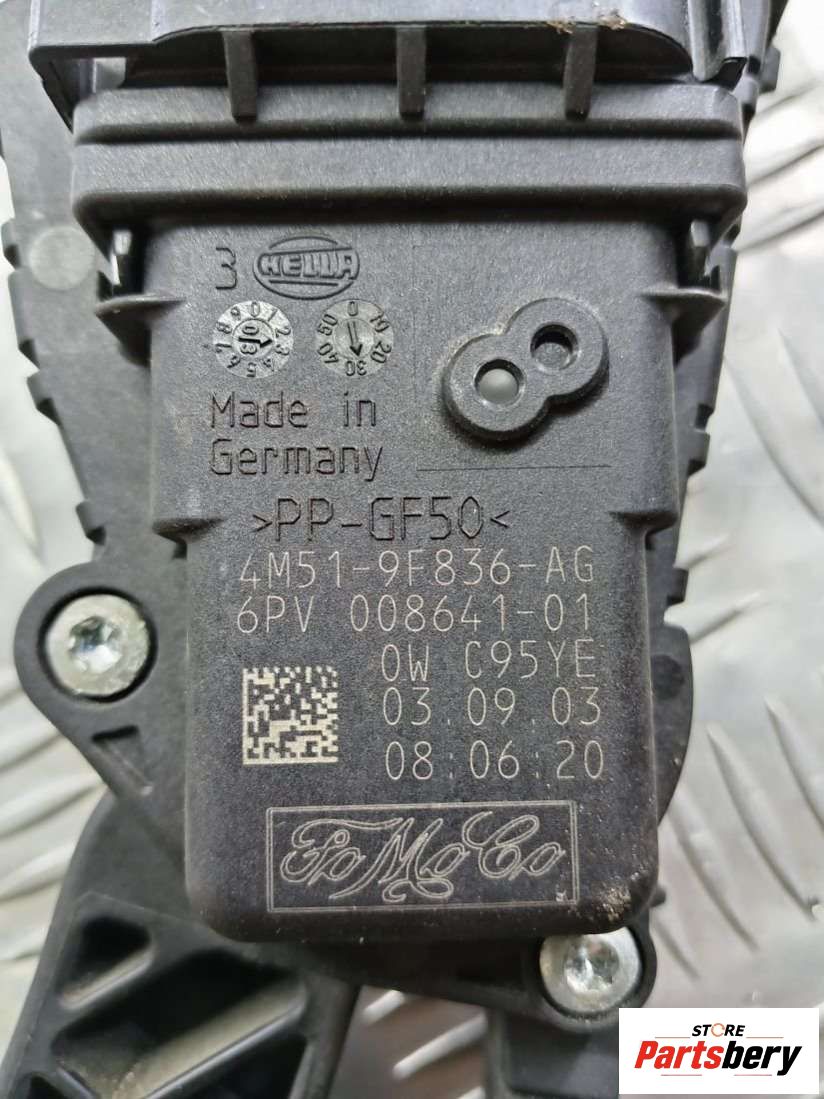 3 HELLA
Made in
Germany
>PP-GF50<
4M51-9F836-AG
6PV 008641-01
0W C95YE
03.09.03
08:06:20
FoMoCo
STORE
Partsbery